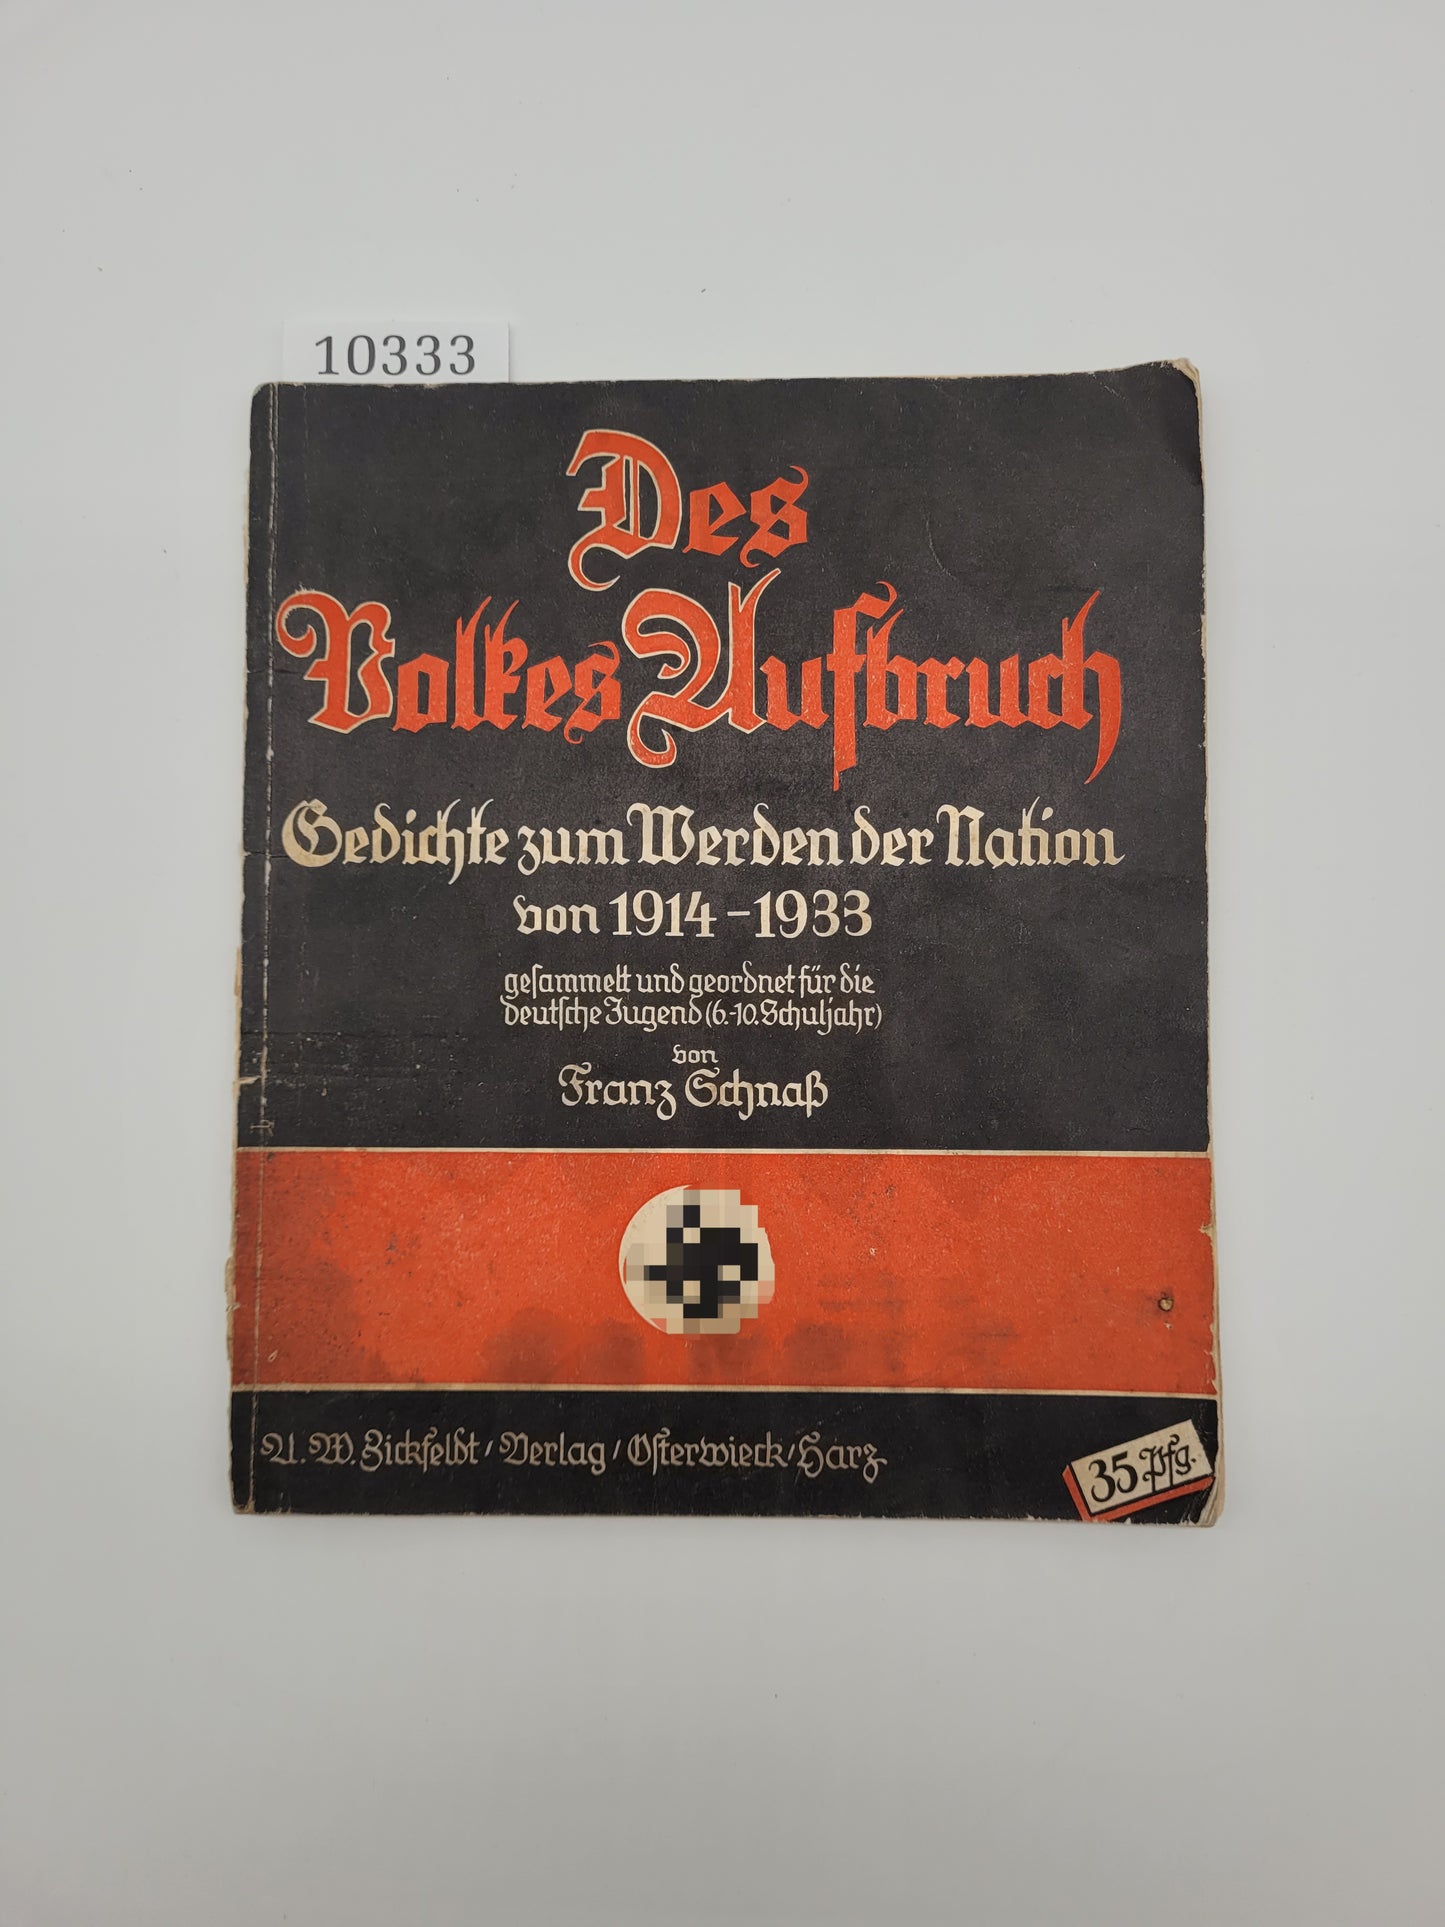 10333
Des
Volkes Aufbruch
Gedichte zum Werden der Nation
von 1914-1933
gesammelt und geordnet für die
deutsche Jugend (6.-10. Schuljahr)
von
Franz Schnaß
A. W. Zickfeldt / Verlag / Osterwieck / Harz
35 Pfg.